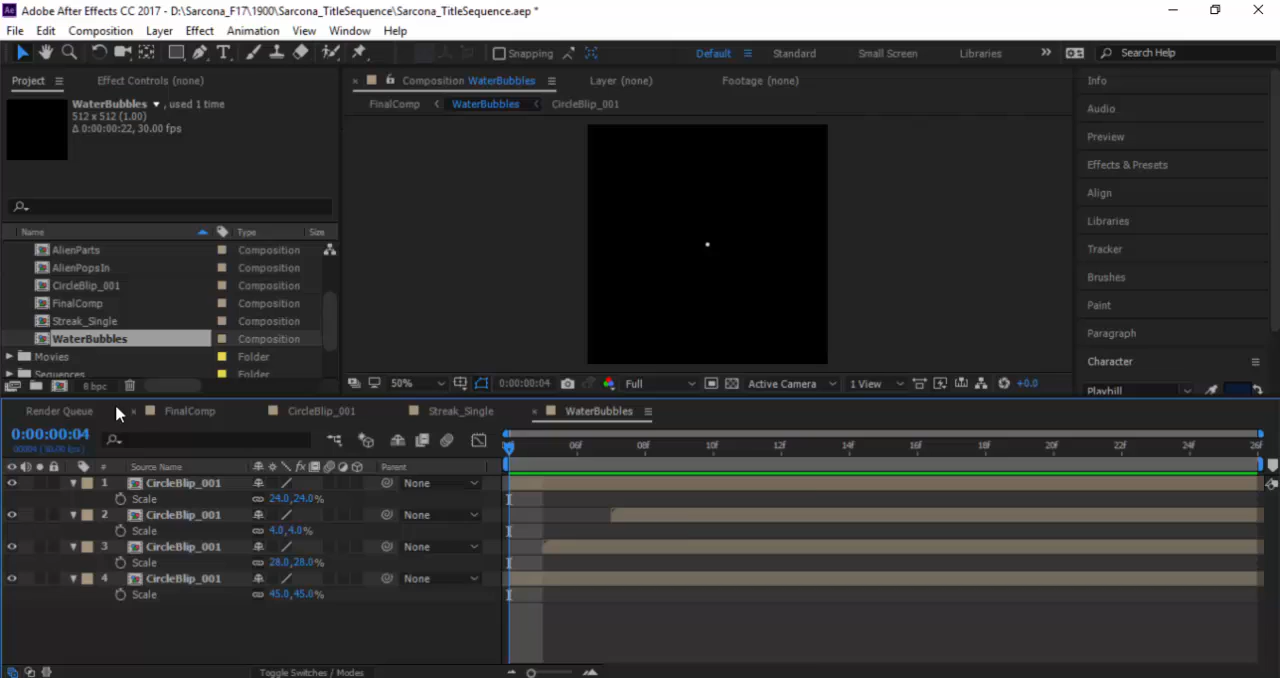 Adobe After Effects CC 2017 - D:\Sarcona_F17\1900\Sarcona_TitleSequence\Sarcona_TitleSequence.aep *
File Edit Composition Layer Effect Animation View Window Help
Snapping Default Standard Small Screen Libraries Search Help
Project Effect Controls (none)
WaterBubbles , used 1 time
512 x 512 (1.00)
Δ 0:00:00:22, 30.00 fps
Name Type Size
AlienParts Composition
AlienPopsIn Composition
CircleBlip_001 Composition
FinalComp Composition
Streak_Single Composition
WaterBubbles Composition
Movies Folder
Sequences Folder
8 bpc
Composition WaterBubbles Layer (none) Footage (none)
FinalComp WaterBubbles CircleBlip_001
50% 0:00:00:04 Full Active Camera 1 View +0.0
Info
Audio
Preview
Effects & Presets
Align
Libraries
Tracker
Brushes
Paint
Paragraph
Character
Playbill
Render Queue FinalComp CircleBlip_001 Streak_Single WaterBubbles
0:00:00:04
00004 (30.00 fps)
06f 08f 10f 12f 14f 16f 18f 20f 22f 24f 26f
# Source Name Parent
1 CircleBlip_001 None
Scale 24.0,24.0%
2 CircleBlip_001 None
Scale 4.0,4.0%
3 CircleBlip_001 None
Scale 28.0,28.0%
4 CircleBlip_001 None
Scale 45.0,45.0%
Toggle Switches / Modes